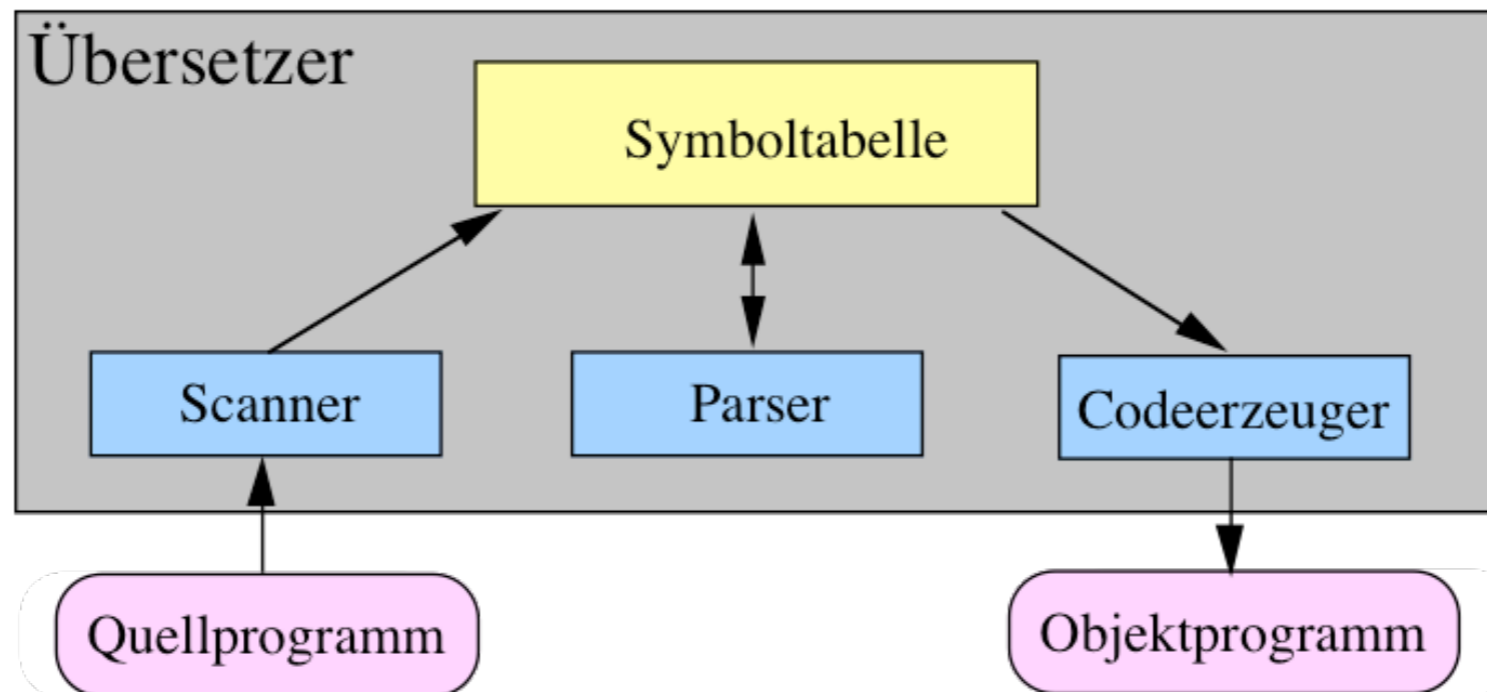 Übersetzer
Symboltabelle
Scanner
Parser
Codeerzeuger
Quellprogramm
Objektprogramm